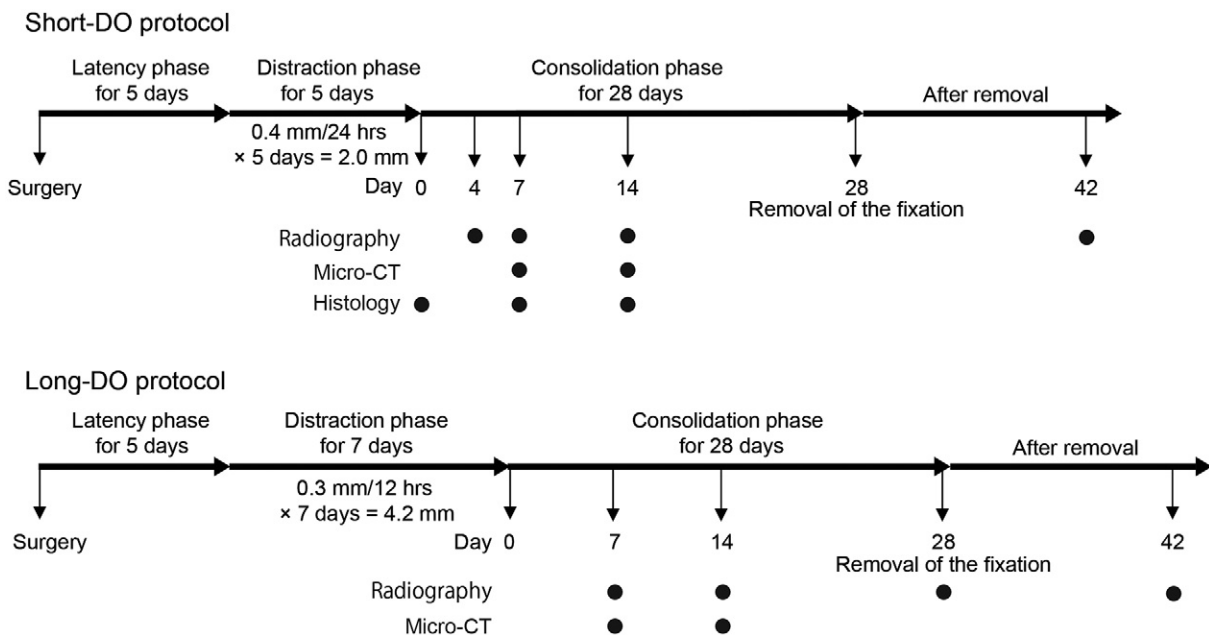 Short-DO protocol
Latency phase
for 5 days
Distraction phase
for 5 days
Consolidation phase
for 28 days
After removal
0.4 mm/24 hrs
× 5 days = 2.0 mm
Surgery
Day 0 4 7 14 28 42
Removal of the fixation
Radiography
Micro-CT
Histology
Long-DO protocol
Latency phase
for 5 days
Distraction phase
for 7 days
Consolidation phase
for 28 days
After removal
0.3 mm/12 hrs
× 7 days = 4.2 mm
Surgery
Day 0 7 14 28 42
Removal of the fixation
Radiography
Micro-CT